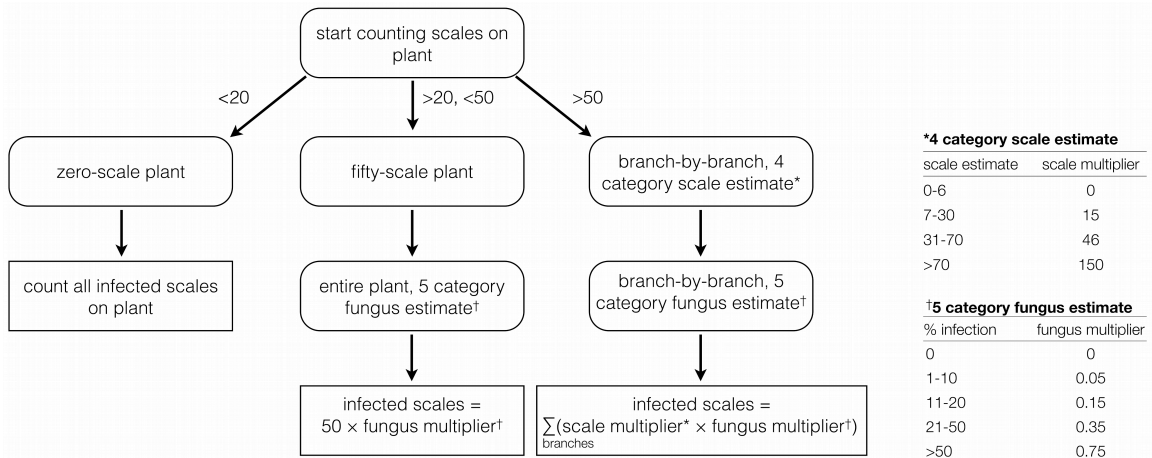 start counting scales on
plant
<20
>20, <50
>50
zero-scale plant
fifty-scale plant
branch-by-branch, 4
category scale estimate*
count all infected scales
on plant
entire plant, 5 category
fungus estimate†
branch-by-branch, 5
category fungus estimate†
infected scales =
50 × fungus multiplier†
infected scales =
∑(scale multiplier* × fungus multiplier†)
branches
*4 category scale estimate
scale estimate scale multiplier
0-6 0
7-30 15
31-70 46
>70 150
†5 category fungus estimate
% infection fungus multiplier
0 0
1-10 0.05
11-20 0.15
21-50 0.35
>50 0.75